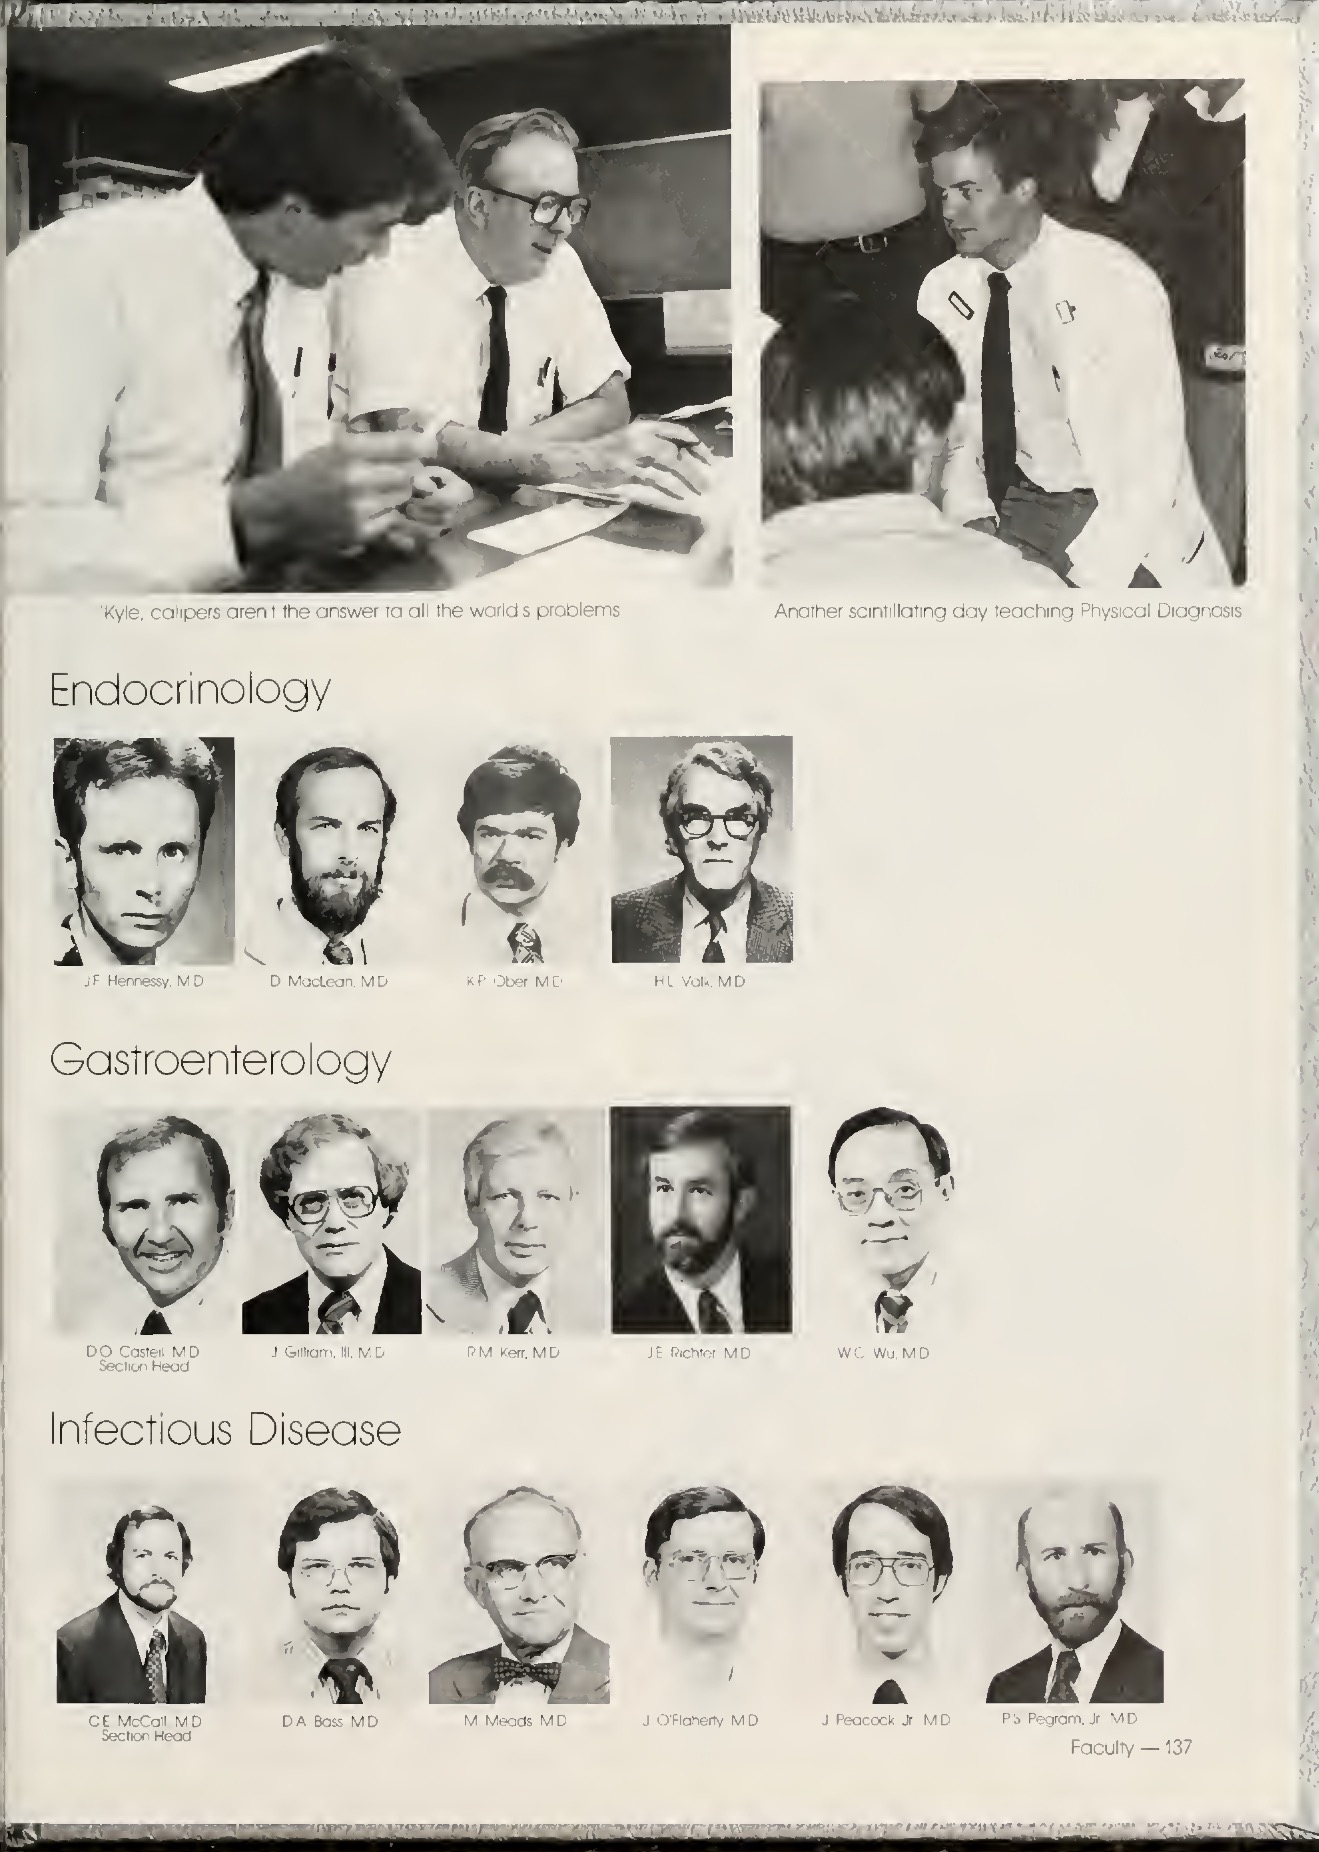 'Kyle, calipers aren't the answer to all the world's problems
Another scintillating day teaching Physical Diagnosis
Endocrinology
J.F. Hennessy, M.D.
D. MacLean, M.D.
K.P. Ober M.D.
H.L. Valk, M.D.
Gastroenterology
D.O. Castell M.D.
Section Head
J. Gilliam, III, M.D.
R.M. Kerr, M.D.
J.E. Richter M.D.
W.C. Wu, M.D.
Infectious Disease
C.E. McCall M.D.
Section Head
D.A. Bass M.D.
M. Meads M.D.
J. O'Flaherty M.D.
J. Peacock Jr. M.D.
P.S. Pegram, Jr. M.D.
Faculty — 137